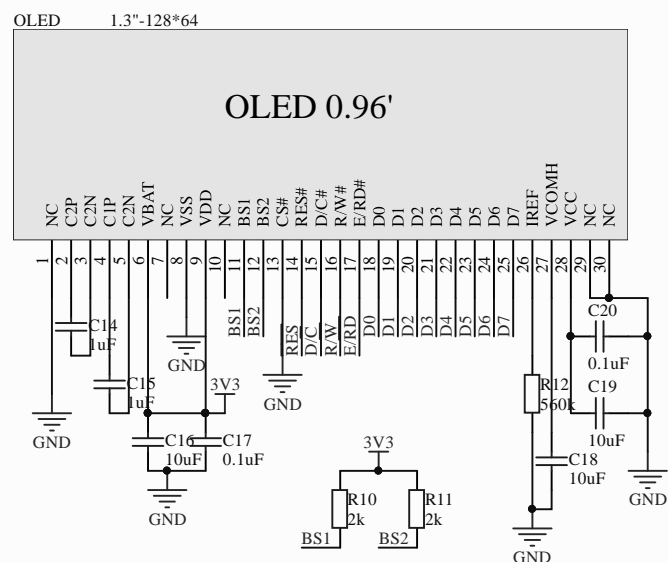 OLED 1.3"-128*64
OLED 0.96'
NC C2P C2N C1P C2N VBAT NC VSS VDD NC BS1 BS2 CS# RES# D/C# R/W# E/RD# D0 D1 D2 D3 D4 D5 D6 D7 IREF VCOMH VCC NC NC
1 2 3 4 5 6 7 8 9 10 11 12 13 14 15 16 17 18 19 20 21 22 23 24 25 26 27 28 29 30
BS1 BS2 RES D/C R/W E/RD D0 D1 D2 D3 D4 D5 D6 D7
C14
1uF
GND
C20
0.1uF
C15
1uF
GND
3V3
R12
560k
C19
10uF
GND
C16
10uF
C17
0.1uF
3V3
C18
10uF
GND
GND
R10
2k
R11
2k
BS1
BS2
GND